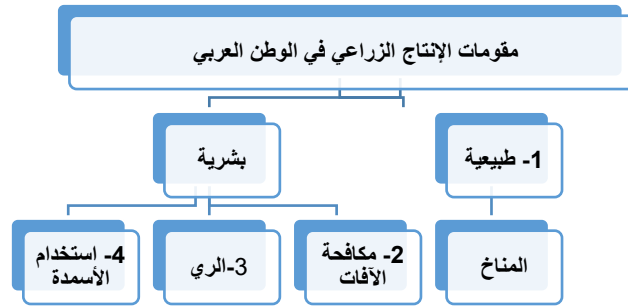 مقومات الإنتاج الزراعي في الوطن العربي
1- طبيعية
بشرية
المناخ
2- مكافحة
الآفات
3-الري
4- استخدام
الأسمدة